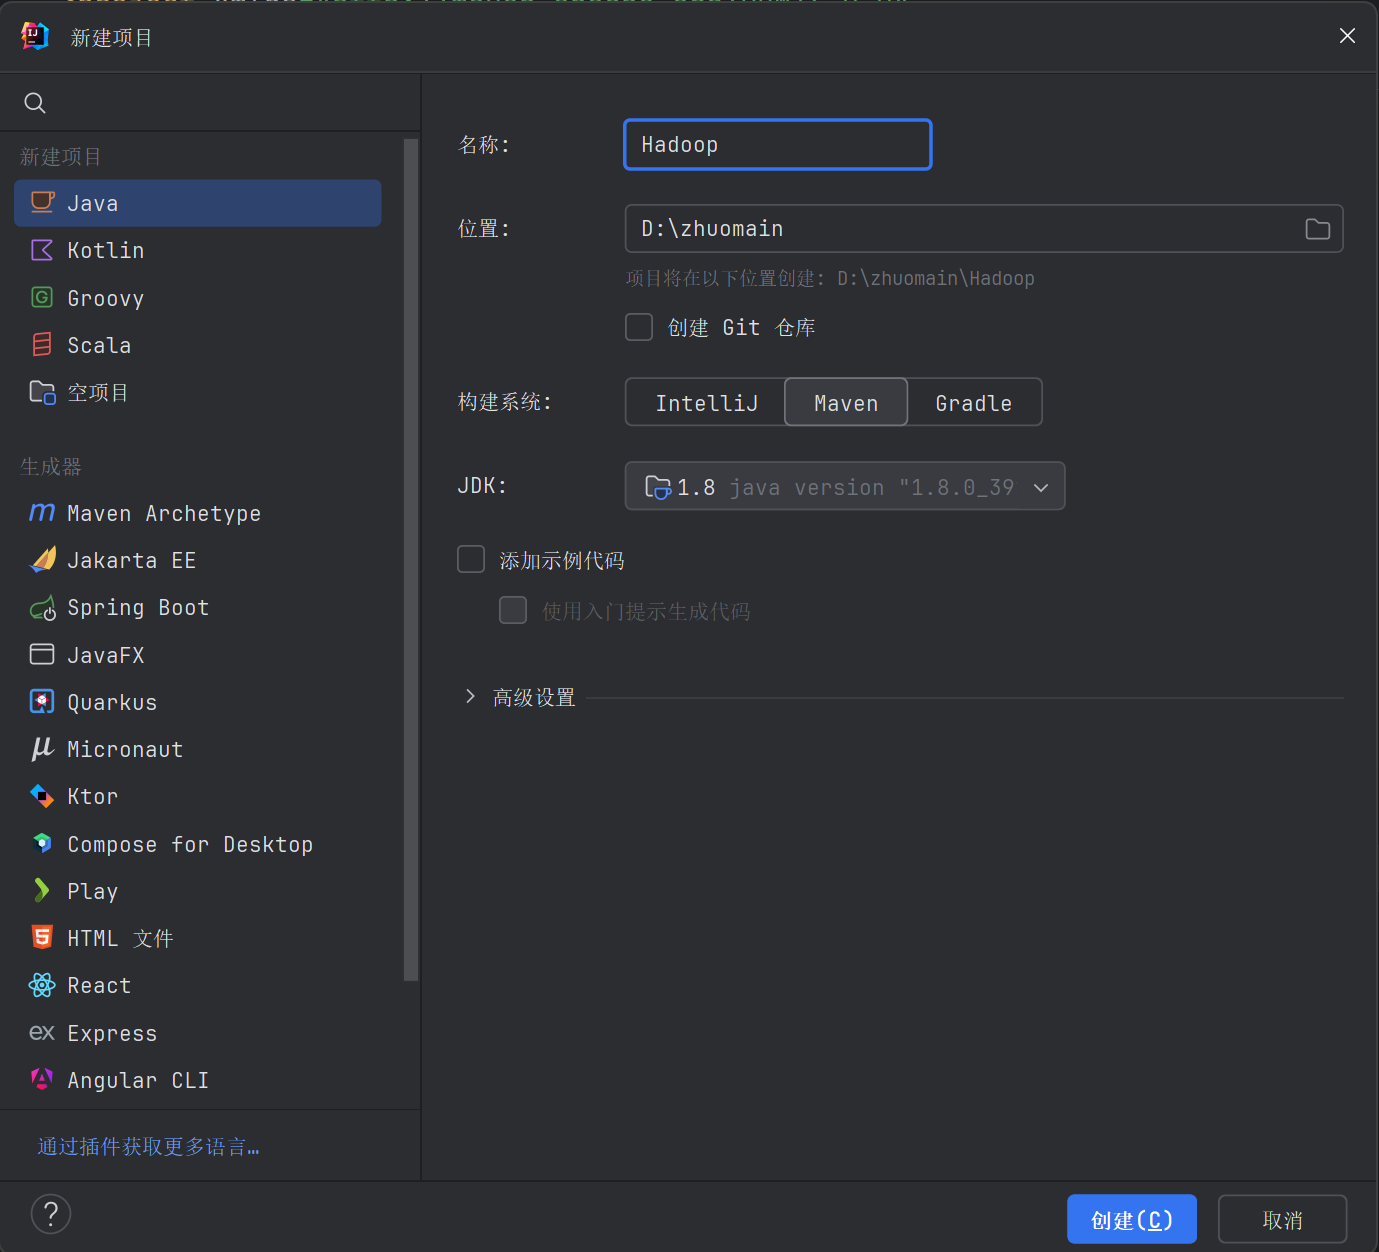 新建项目
新建项目
Java
Kotlin
Groovy
Scala
空项目
生成器
Maven Archetype
Jakarta EE
Spring Boot
JavaFX
Quarkus
Micronaut
Ktor
Compose for Desktop
Play
HTML 文件
React
Express
Angular CLI
通过插件获取更多语言…
名称:
Hadoop
位置:
D:\zhuomain
项目将在以下位置创建: D:\zhuomain\Hadoop
创建 Git 仓库
构建系统:
IntelliJ
Maven
Gradle
JDK:
1.8 java version "1.8.0_39
添加示例代码
使用入门提示生成代码
高级设置
?
创建(C)
取消